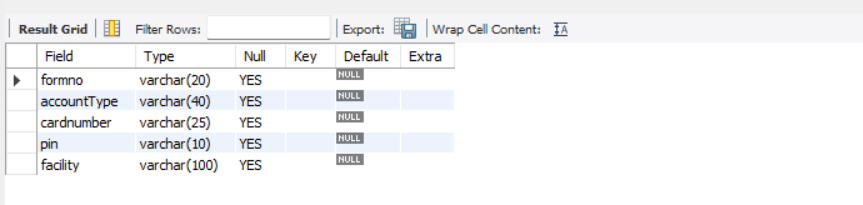 Result Grid Filter Rows: Export: Wrap Cell Content: IA
Field Type Null Key Default Extra
formno varchar(20) YES NULL
accountType varchar(40) YES NULL
cardnumber varchar(25) YES NULL
pin varchar(10) YES NULL
facility varchar(100) YES NULL